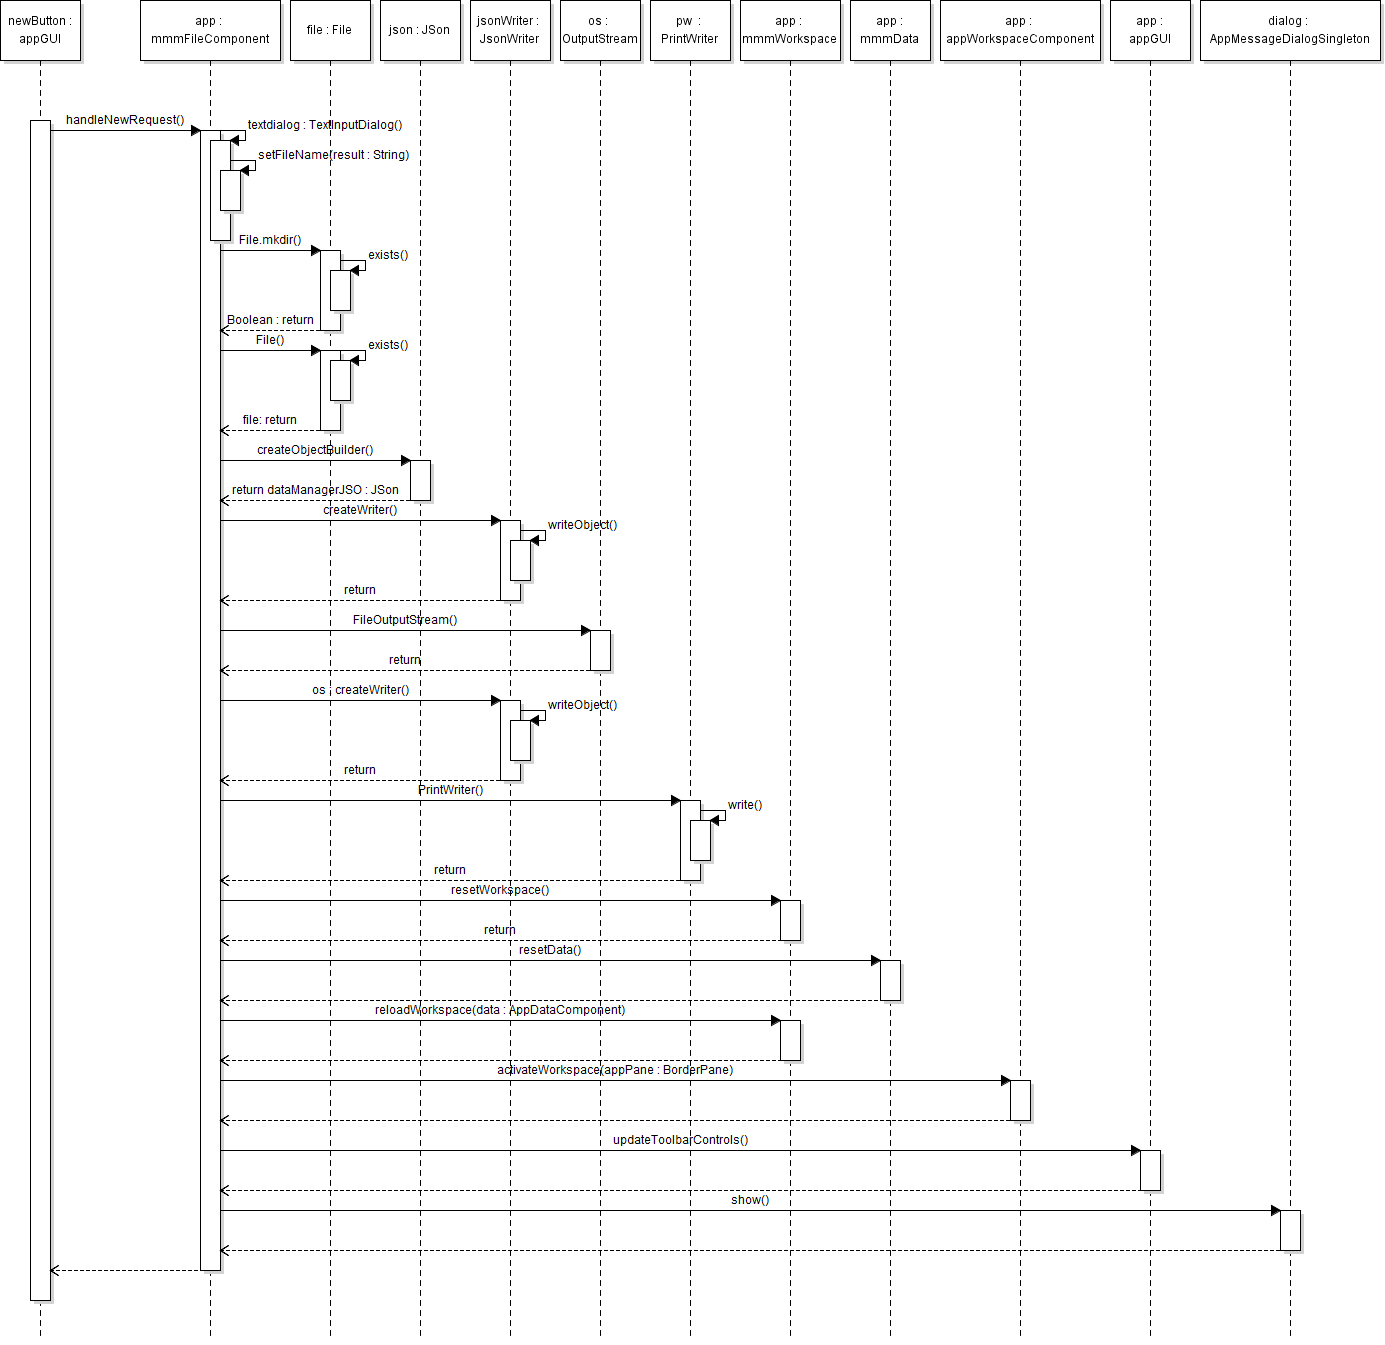 newButton :
appGUI
app :
mmmFileComponent
file : File
json : JSon
jsonWriter :
JsonWriter
os :
OutputStream
pw :
PrintWriter
app :
mmmWorkspace
app :
mmmData
app :
appWorkspaceComponent
app :
appGUI
dialog :
AppMessageDialogSingleton
handleNewRequest()
textdialog : TextInputDialog()
setFileName(result : String)
File.mkdir()
exists()
Boolean : return
File()
exists()
file: return
createObjectBuilder()
return dataManagerJSO : JSon
createWriter()
writeObject()
return
FileOutputStream()
return
os : createWriter()
writeObject()
return
PrintWriter()
write()
return
resetWorkspace()
return
resetData()
reloadWorkspace(data : AppDataComponent)
activateWorkspace(appPane : BorderPane)
updateToolbarControls()
show()